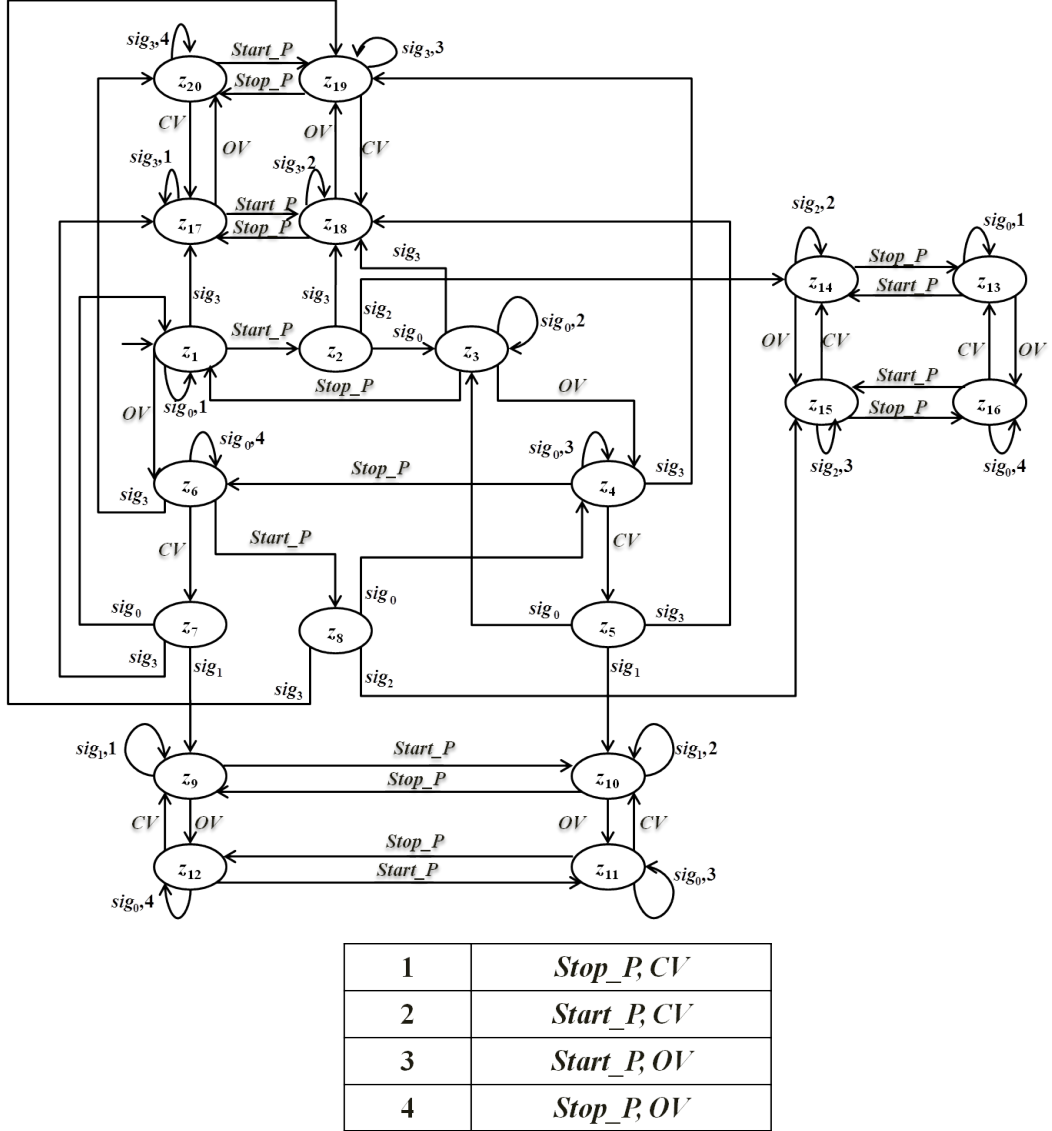 sig3,4
Start_P
sig3,3
z20
Stop_P
z19
CV
OV
OV
CV
sig3,1
sig3,2
Start_P
z17
Stop_P
z18
sig2,2
sig0,1
Stop_P
z14
Start_P
z13
sig3
sig3
sig3
sig2
sig0,2
Start_P
sig0
z1
z2
z3
OV
CV
CV
OV
Stop_P
Start_P
sig0,1
OV
OV
z15
Stop_P
z16
sig0,4
sig0,3
sig2,3
sig0,4
Stop_P
z6
z4
sig3
sig3
CV
Start_P
CV
sig0
sig0
sig0
sig3
z7
z8
z5
sig3
sig1
sig3
sig2
sig1
sig1,1
Start_P
sig1,2
z9
Stop_P
z10
CV
OV
OV
CV
Stop_P
z12
Start_P
z11
sig0,4
sig0,3
1 Stop_P, CV
2 Start_P, CV
3 Start_P, OV
4 Stop_P, OV